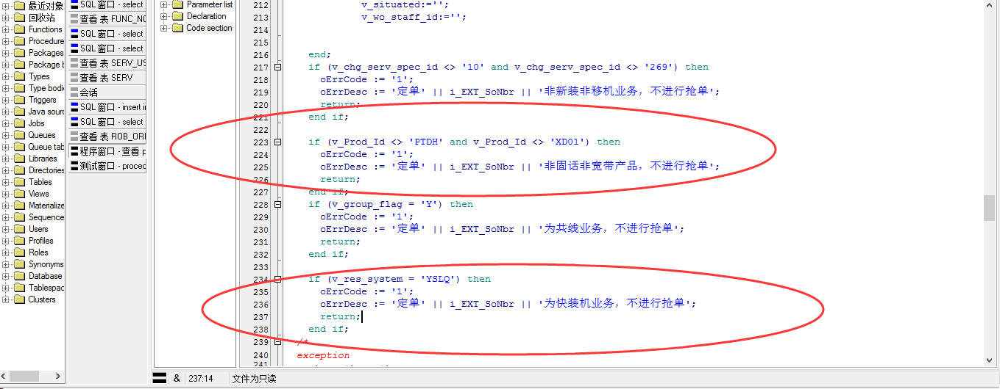 最近对象
回收站
Functions
Procedure
Packages
Package b
Types
Type bodie
Triggers
Java sourc
Jobs
Queues
Queue tab
Libraries
Directories
Tables
Views
Materialize
Sequence
Users
Profiles
Roles
Synonyms
Database
Tablespac
Clusters
SQL 窗口 - select
查看 表 FUNC_NO
SQL 窗口 - select
SQL 窗口 - select
查看 表 SERV_US
查看 表 SERV
会话
SQL 窗口 - insert in
SQL 窗口 - select
查看 表 ROB_ORI
程序窗口 - 查看 p
测试窗口 - proced
Parameter list
Declaration
Code section
212 v_situated:='';
213 v_wo_staff_id:='';
214
215
216 end;
217 if (v_chg_serv_spec_id <> '10' and v_chg_serv_spec_id <> '269') then
218 oErrCode := '1';
219 oErrDesc := '定单' || i_EXT_SoNbr || '非新装非移机业务，不进行抢单';
220 return;
221 end if;
222
223 if (v_Prod_Id <> 'PTDH' and v_Prod_Id <> 'XD01') then
224 oErrCode := '1';
225 oErrDesc := '定单' || i_EXT_SoNbr || '非固话非宽带产品，不进行抢单';
226 return;
227 end if;
228 if (v_group_flag = 'Y') then
229 oErrCode := '1';
230 oErrDesc := '定单' || i_EXT_SoNbr || '为共线业务，不进行抢单';
231 return;
232 end if;
233
234 if (v_res_system = 'YSLQ') then
235 oErrCode := '1';
236 oErrDesc := '定单' || i_EXT_SoNbr || '为快装机业务，不进行抢单';
237 return;
238 end if;
239 /*
240 exception
241
& 237:14 文件为只读